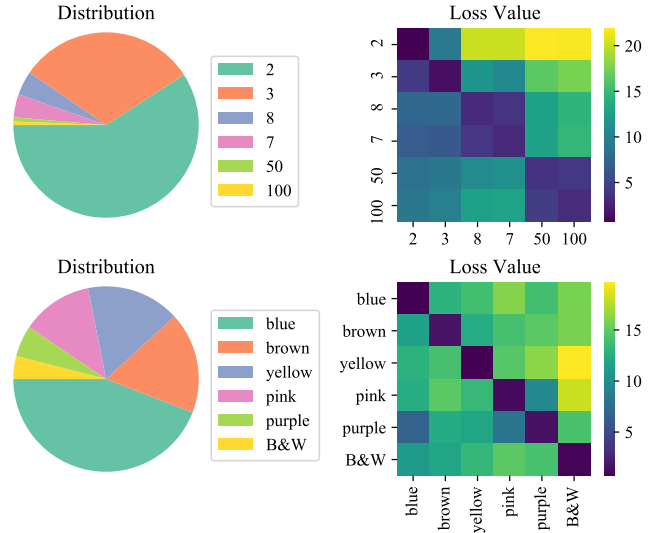 Distribution
2
3
8
7
50
100
Loss Value
2
3
8
7
50
100
2 3 8 7 50 100
20
15
10
5
Distribution
blue
brown
yellow
pink
purple
B&W
Loss Value
blue
brown
yellow
pink
purple
B&W
blue brown yellow pink purple B&W
15
10
5